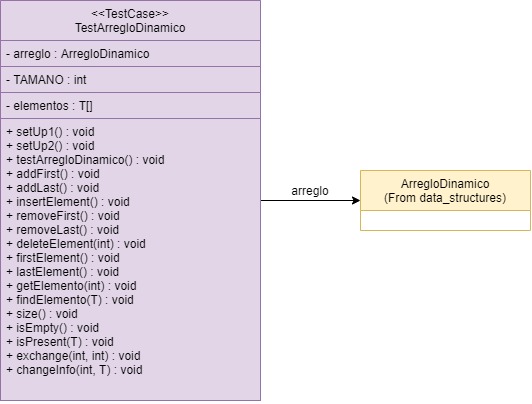 <<TestCase>>
TestArregloDinamico
- arreglo : ArregloDinamico
- TAMANO : int
- elementos : T[]
+ setUp1() : void
+ setUp2() : void
+ testArregloDinamico() : void
+ addFirst() : void
+ addLast() : void
+ insertElement() : void
+ removeFirst() : void
+ removeLast() : void
+ deleteElement(int) : void
+ firstElement() : void
+ lastElement() : void
+ getElemento(int) : void
+ findElemento(T) : void
+ size() : void
+ isEmpty() : void
+ isPresent(T) : void
+ exchange(int, int) : void
+ changeInfo(int, T) : void
arreglo
ArregloDinamico
(From data_structures)